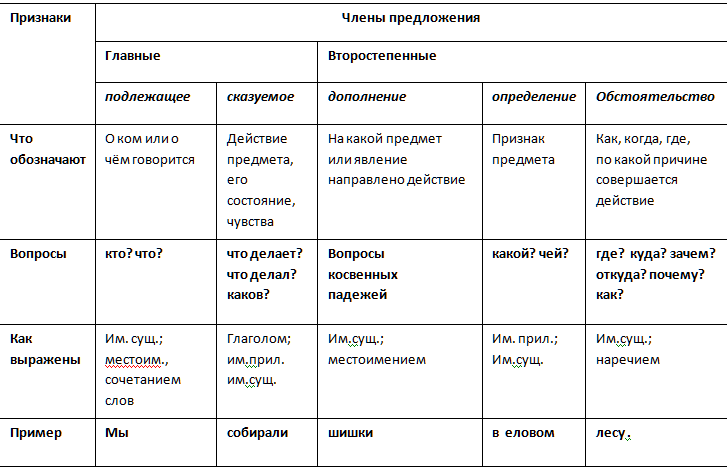 Признаки
Члены предложения
Главные
Второстепенные
подлежащее
сказуемое
дополнение
определение
Обстоятельство
Что
обозначают
О ком или о
чём говорится
Действие
предмета,
его
состояние,
чувства
На какой предмет
или явление
направлено действие
Признак
предмета
Как, когда, где,
по какой причине
совершается
действие
Вопросы
кто? что?
что делает?
что делал?
каков?
Вопросы
косвенных
падежей
какой? чей?
где? куда? зачем?
откуда? почему?
как?
Как
выражены
Им. сущ.;
местоим.,
сочетанием
слов
Глаголом;
им.прил.
им.сущ.
Им.сущ.;
местоимением
Им. прил.;
Им.сущ.
Им.сущ.;
наречием
Пример
Мы
собирали
шишки
в еловом
лесу.